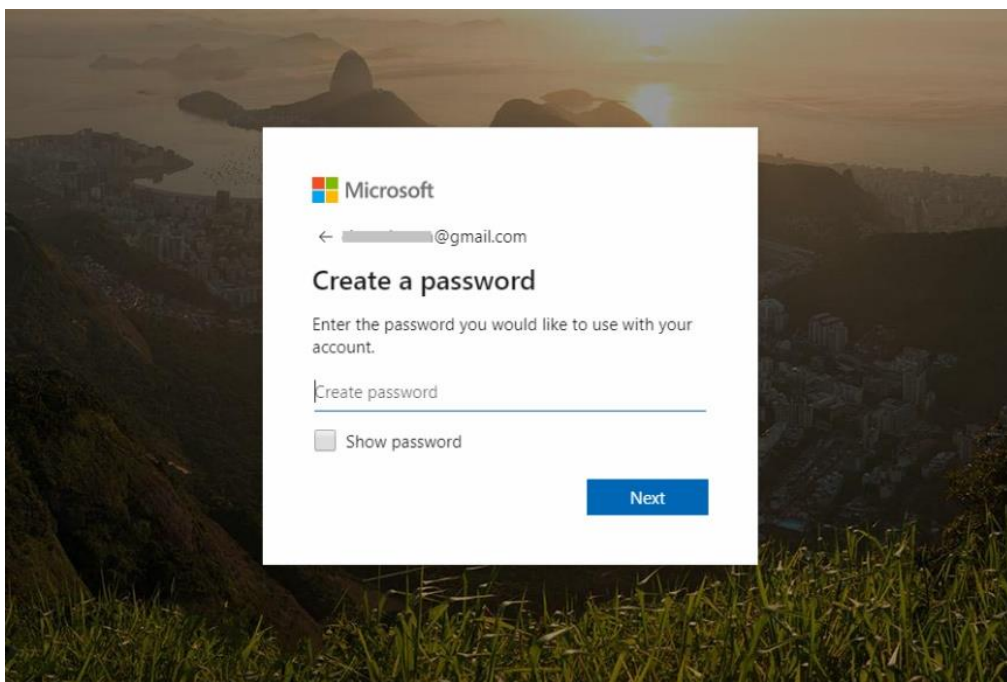 Microsoft
@gmail.com
Create a password
Enter the password you would like to use with your
account.
Create password
Show password
Next